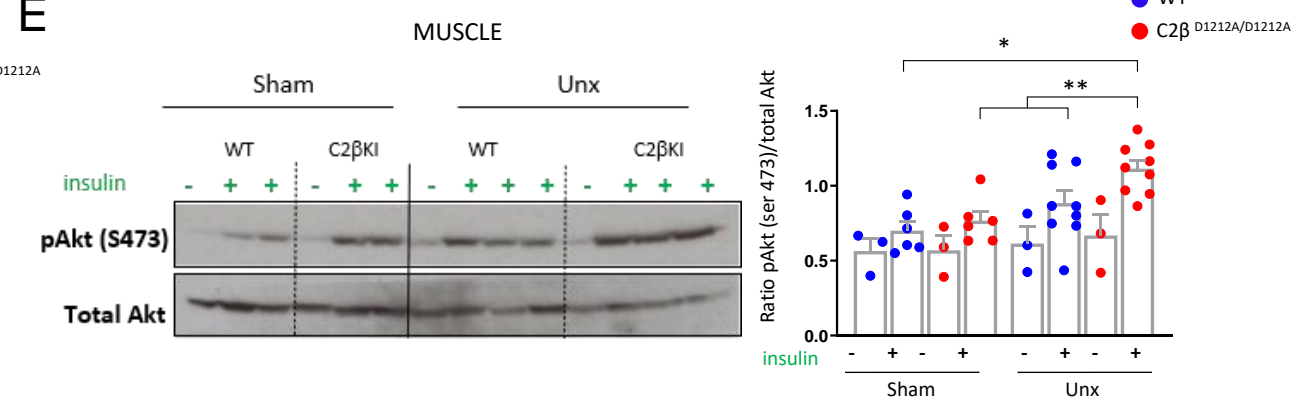 E
WT
C2β D1212A/D1212A
D1212A
MUSCLE
Sham Unx
WT C2βKI WT C2βKI
insulin - + + - + + - + + + - + + +
pAkt (S473)
Total Akt
Ratio pAkt (ser 473)/total Akt
* 
**
1.5
1.0
0.5
0.0
insulin - + - + - + - +
Sham Unx